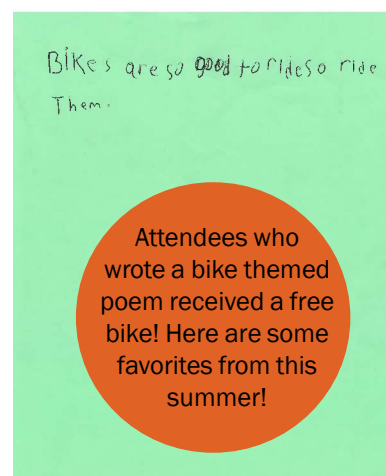 Bikes are so good to ride so ride
Them.
Attendees who
wrote a bike themed
poem received a free
bike! Here are some
favorites from this
summer!